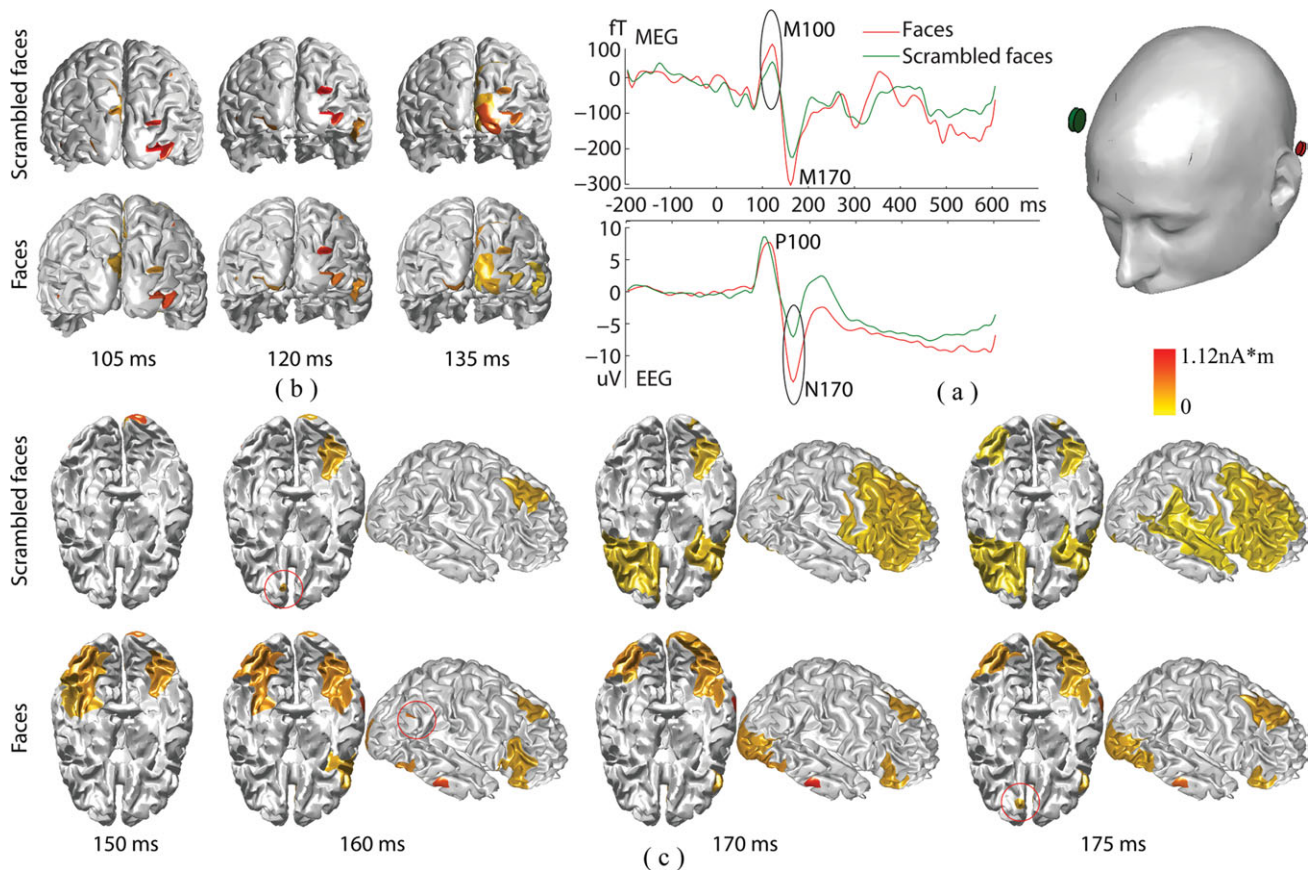 Scrambled faces
Faces
105 ms
120 ms
135 ms
( b )
fT
MEG
M100
Faces
Scrambled faces
100
0
−100
−200
−300
M170
-200
-100
0
100
200
300
400
500
600
ms
10
5
0
−5
−10
P100
uV
EEG
N170
( a )
1.12nA*m
0
Scrambled faces
Faces
150 ms
160 ms
170 ms
175 ms
( c )